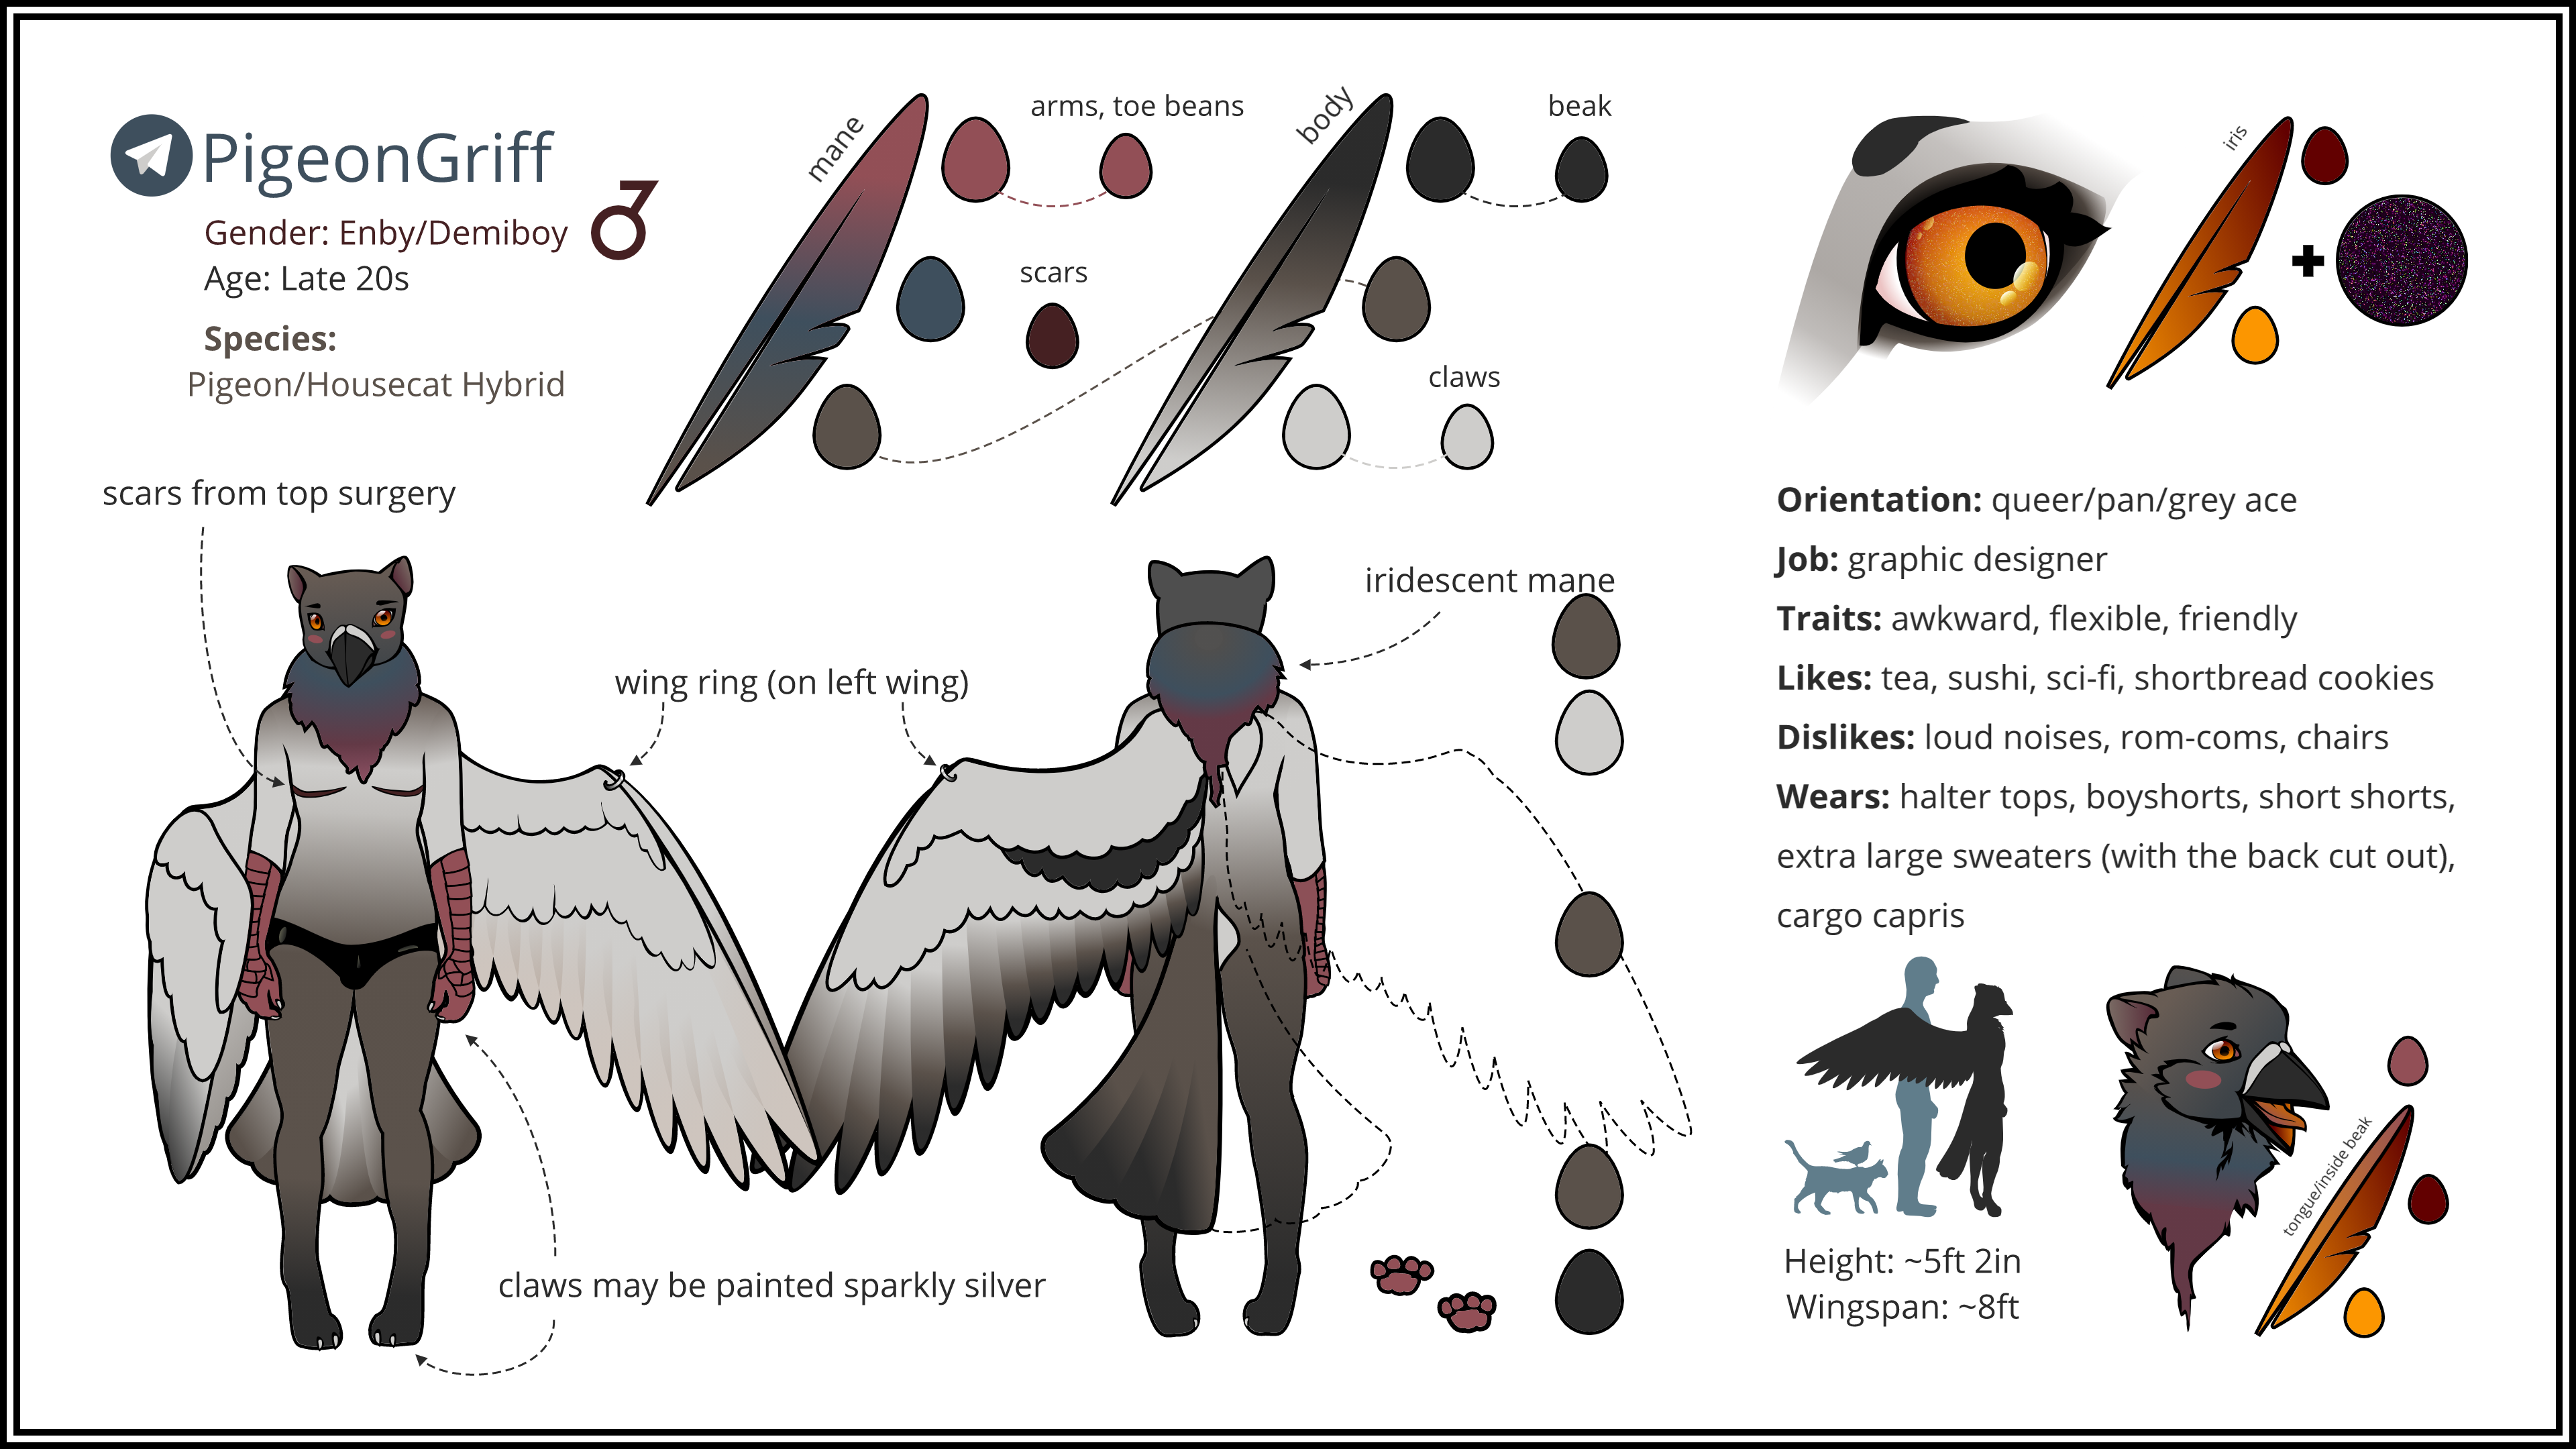 PigeonGriff
Gender: Enby/Demiboy
Age: Late 20s
Species:
Pigeon/Housecat Hybrid
mane
arms, toe beans
scars
body
beak
claws
iris
scars from top surgery
wing ring (on left wing)
iridescent mane
claws may be painted sparkly silver
Orientation: queer/pan/grey ace
Job: graphic designer
Traits: awkward, flexible, friendly
Likes: tea, sushi, sci-fi, shortbread cookies
Dislikes: loud noises, rom-coms, chairs
Wears: halter tops, boyshorts, short shorts,
extra large sweaters (with the back cut out),
cargo capris
Height: ~5ft 2in
Wingspan: ~8ft
tongue/inside beak